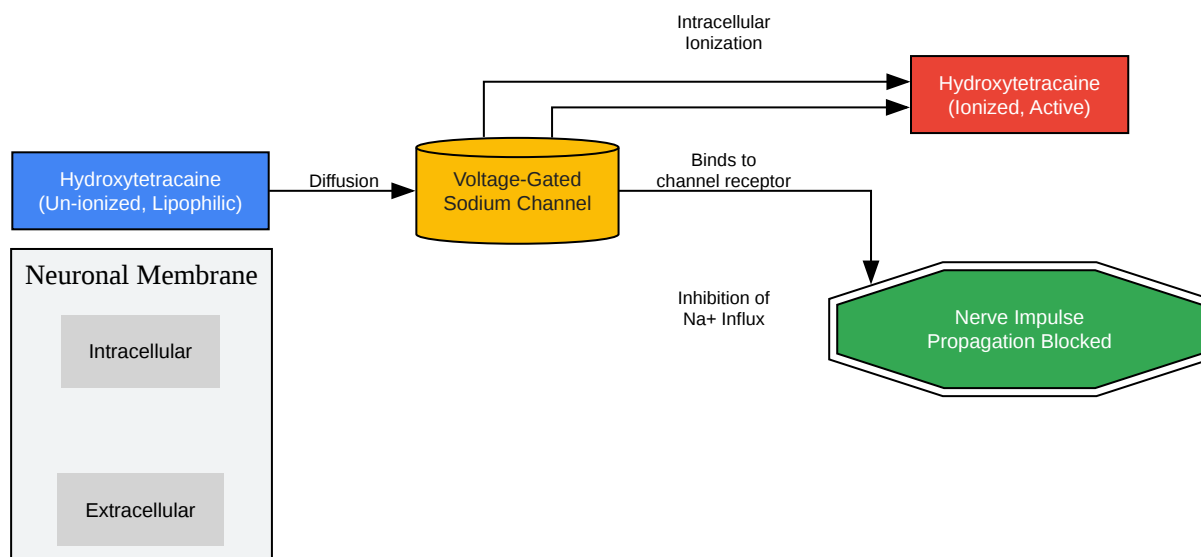 Intracellular
Ionization
Hydroxytetracaine
(Ionized, Active)
Hydroxytetracaine
(Un-ionized, Lipophilic)
Diffusion
Voltage-Gated
Sodium Channel
Binds to
channel receptor
Neuronal Membrane
Intracellular
Extracellular
Inhibition of
Na+ Influx
Nerve Impulse
Propagation Blocked